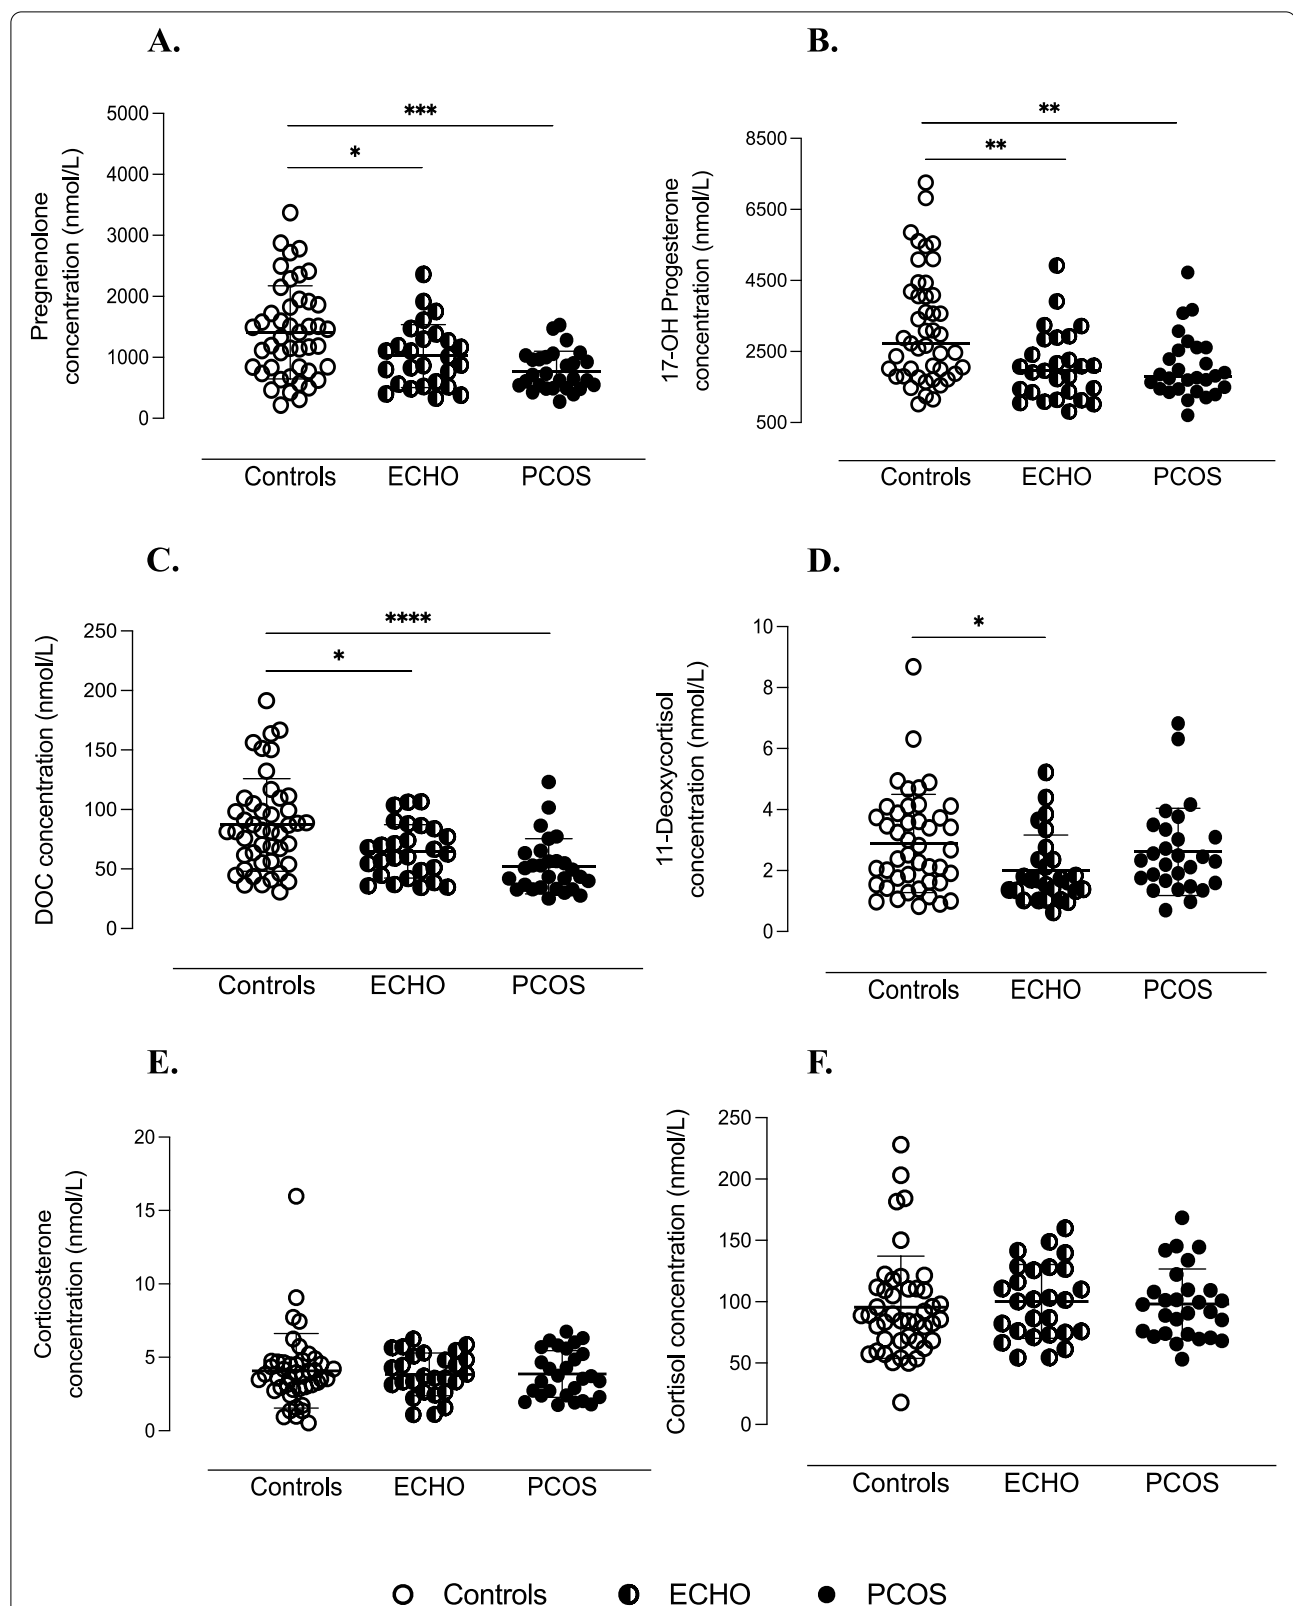 A.
Pregnenolone
concentration (nmol/L)
5000
4000
3000
2000
1000
0
***
*
Controls ECHO PCOS
B.
17-OH Progesterone
concentration (nmol/L)
8500
6500
4500
2500
500
**
**
Controls ECHO PCOS
C.
DOC concentration (nmol/L)
250
200
150
100
50
0
****
*
Controls ECHO PCOS
D.
11-Deoxycortisol
concentration (nmol/L)
10
8
6
4
2
0
*
Controls ECHO PCOS
E.
Corticosterone
concentration (nmol/L)
20
15
10
5
0
Controls ECHO PCOS
F.
Cortisol concentration (nmol/L)
250
200
150
100
50
0
Controls ECHO PCOS
Controls ECHO PCOS